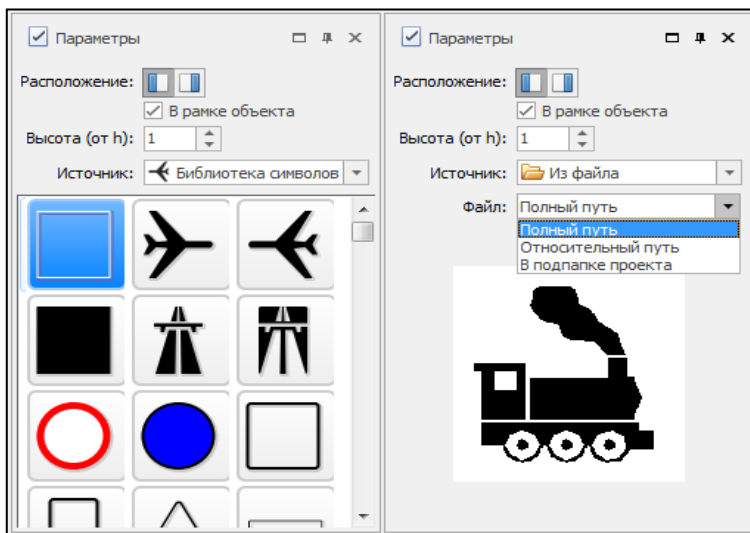 Параметры
Расположение:
В рамке объекта
Высота (от h): 1
Источник: Библиотека символов
Параметры
Расположение:
В рамке объекта
Высота (от h): 1
Источник: Из файла
Файл: Полный путь
Полный путь
Относительный путь
В подпапке проекта